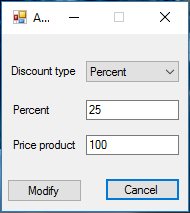 A...
Discount type Percent
Percent 25
Price product 100
Modify Cancel